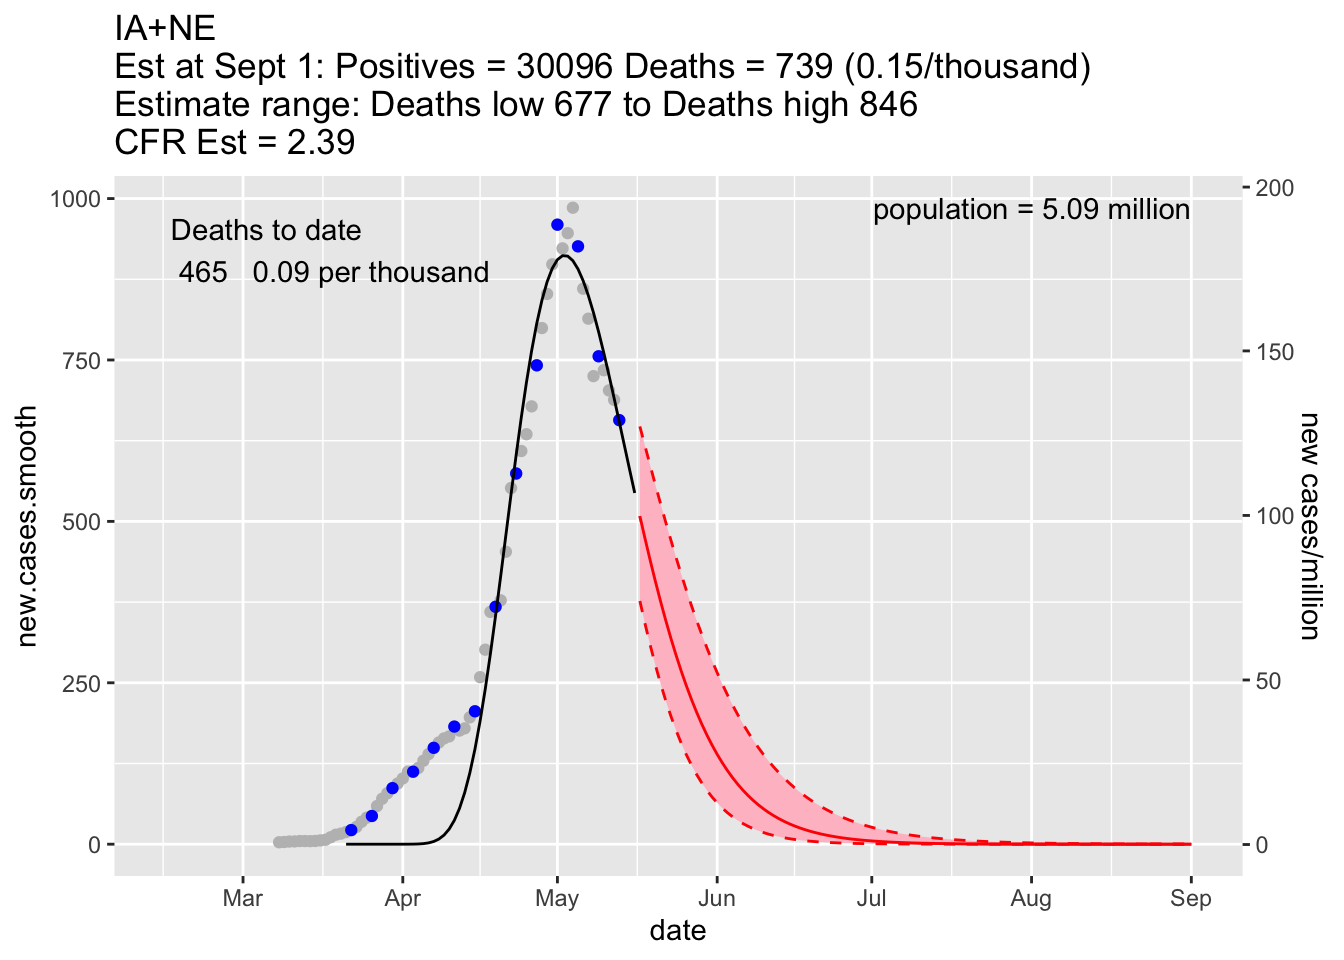 IA+NE
Est at Sept 1: Positives = 30096 Deaths = 739 (0.15/thousand)
Estimate range: Deaths low 677 to Deaths high 846
CFR Est = 2.39
Deaths to date
465 0.09 per thousand
population = 5.09 million
1000
750
500
250
0
new.cases.smooth
200
150
100
50
0
new cases/million
Mar Apr May Jun Jul Aug Sep
date